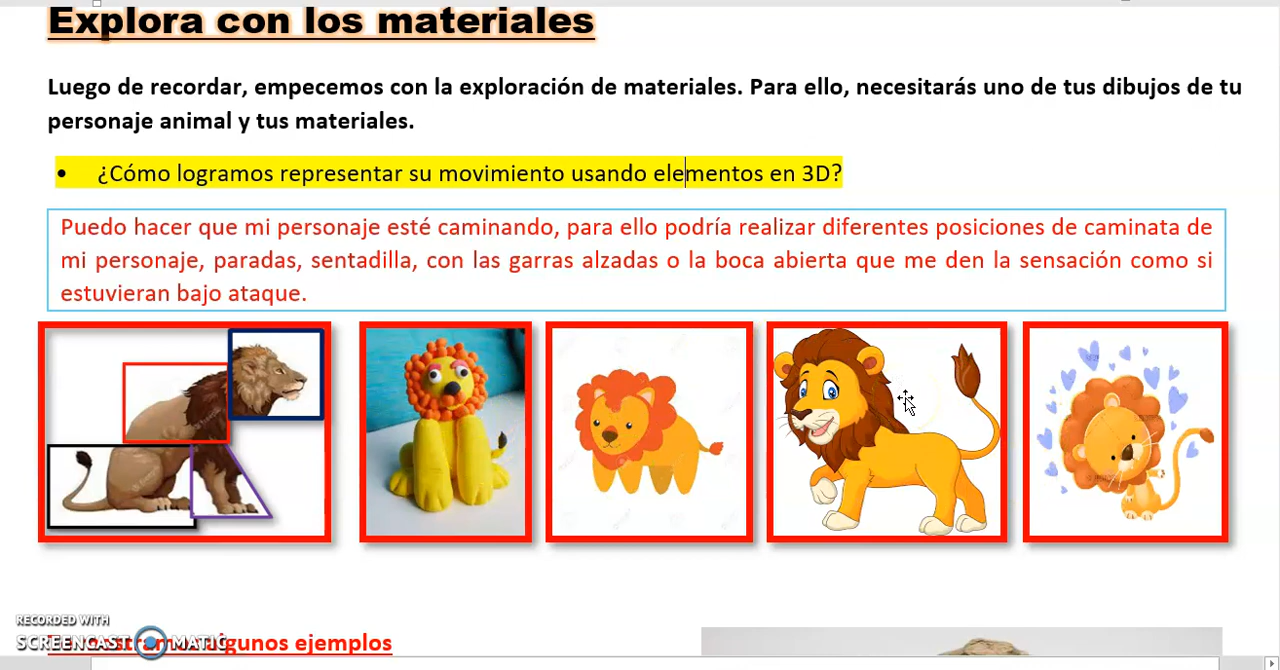 Explora con los materiales
Luego de recordar, empecemos con la exploración de materiales. Para ello, necesitarás uno de tus dibujos de tu
personaje animal y tus materiales.
• ¿Cómo logramos representar su movimiento usando elementos en 3D?
Puedo hacer que mi personaje esté caminando, para ello podría realizar diferentes posiciones de caminata de
mi personaje, paradas, sentadilla, con las garras alzadas o la boca abierta que me den la sensación como si
estuvieran bajo ataque.
RECORDED WITH
SCREENCAST MATIC
algunos ejemplos